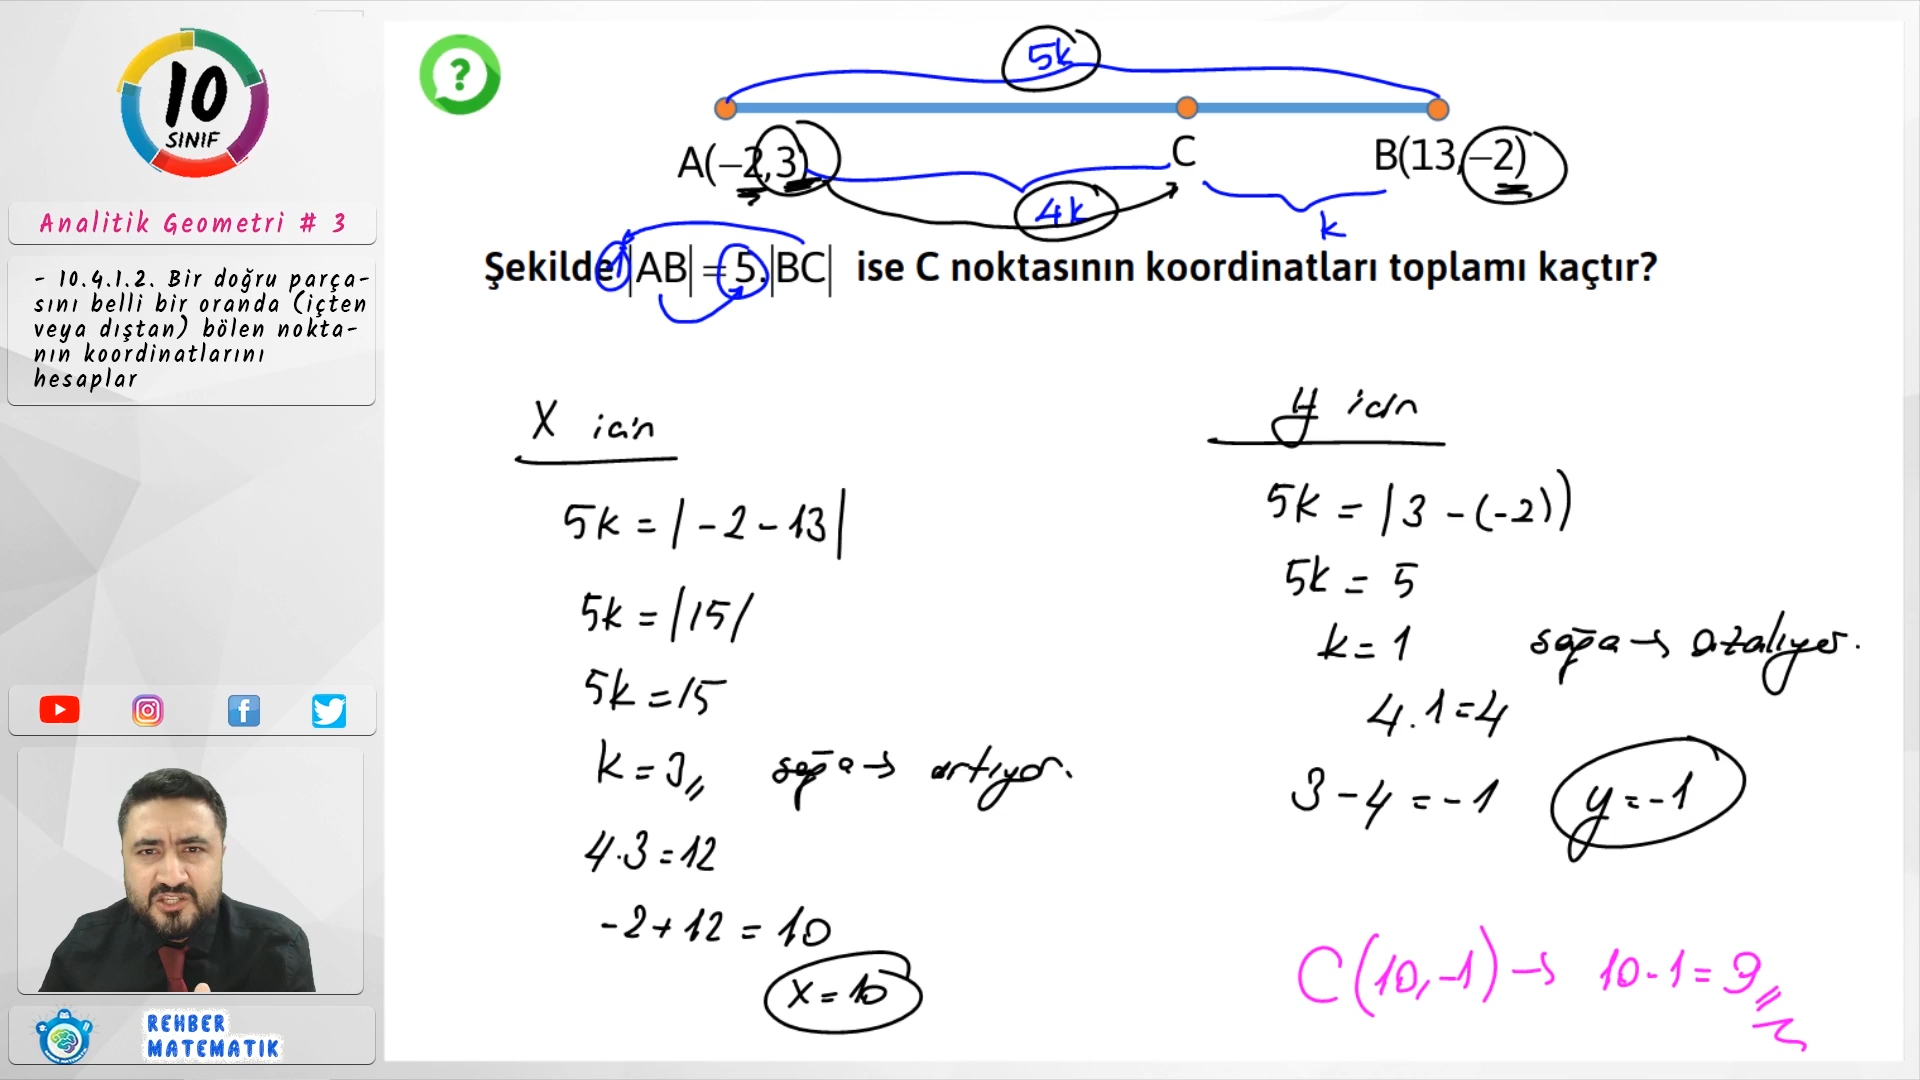 10
SINIF
Analitik Geometri # 3
- 10.4.1.2. Bir doğru parça-
sını belli bir oranda (içten
veya dıştan) bölen nokta-
nın koordinatlarını
hesaplar
REHBER
MATEMATİK
?
5k
A(-2,3) C B(13,-2)
4k k
Şekilde 1 |AB| = 5.|BC| ise C noktasının koordinatları toplamı kaçtır?
X için
5k = |-2-13|
5k = |15|
5k = 15
k = 3 sağa → artıyor.
4.3 = 12
-2+12 = 10
x = 10
y için
5k = |3-(-2)|
5k = 5
k = 1 sağa → azalıyor.
4.1 = 4
3-4 = -1 y = -1
C(10,-1) → 10-1 = 9